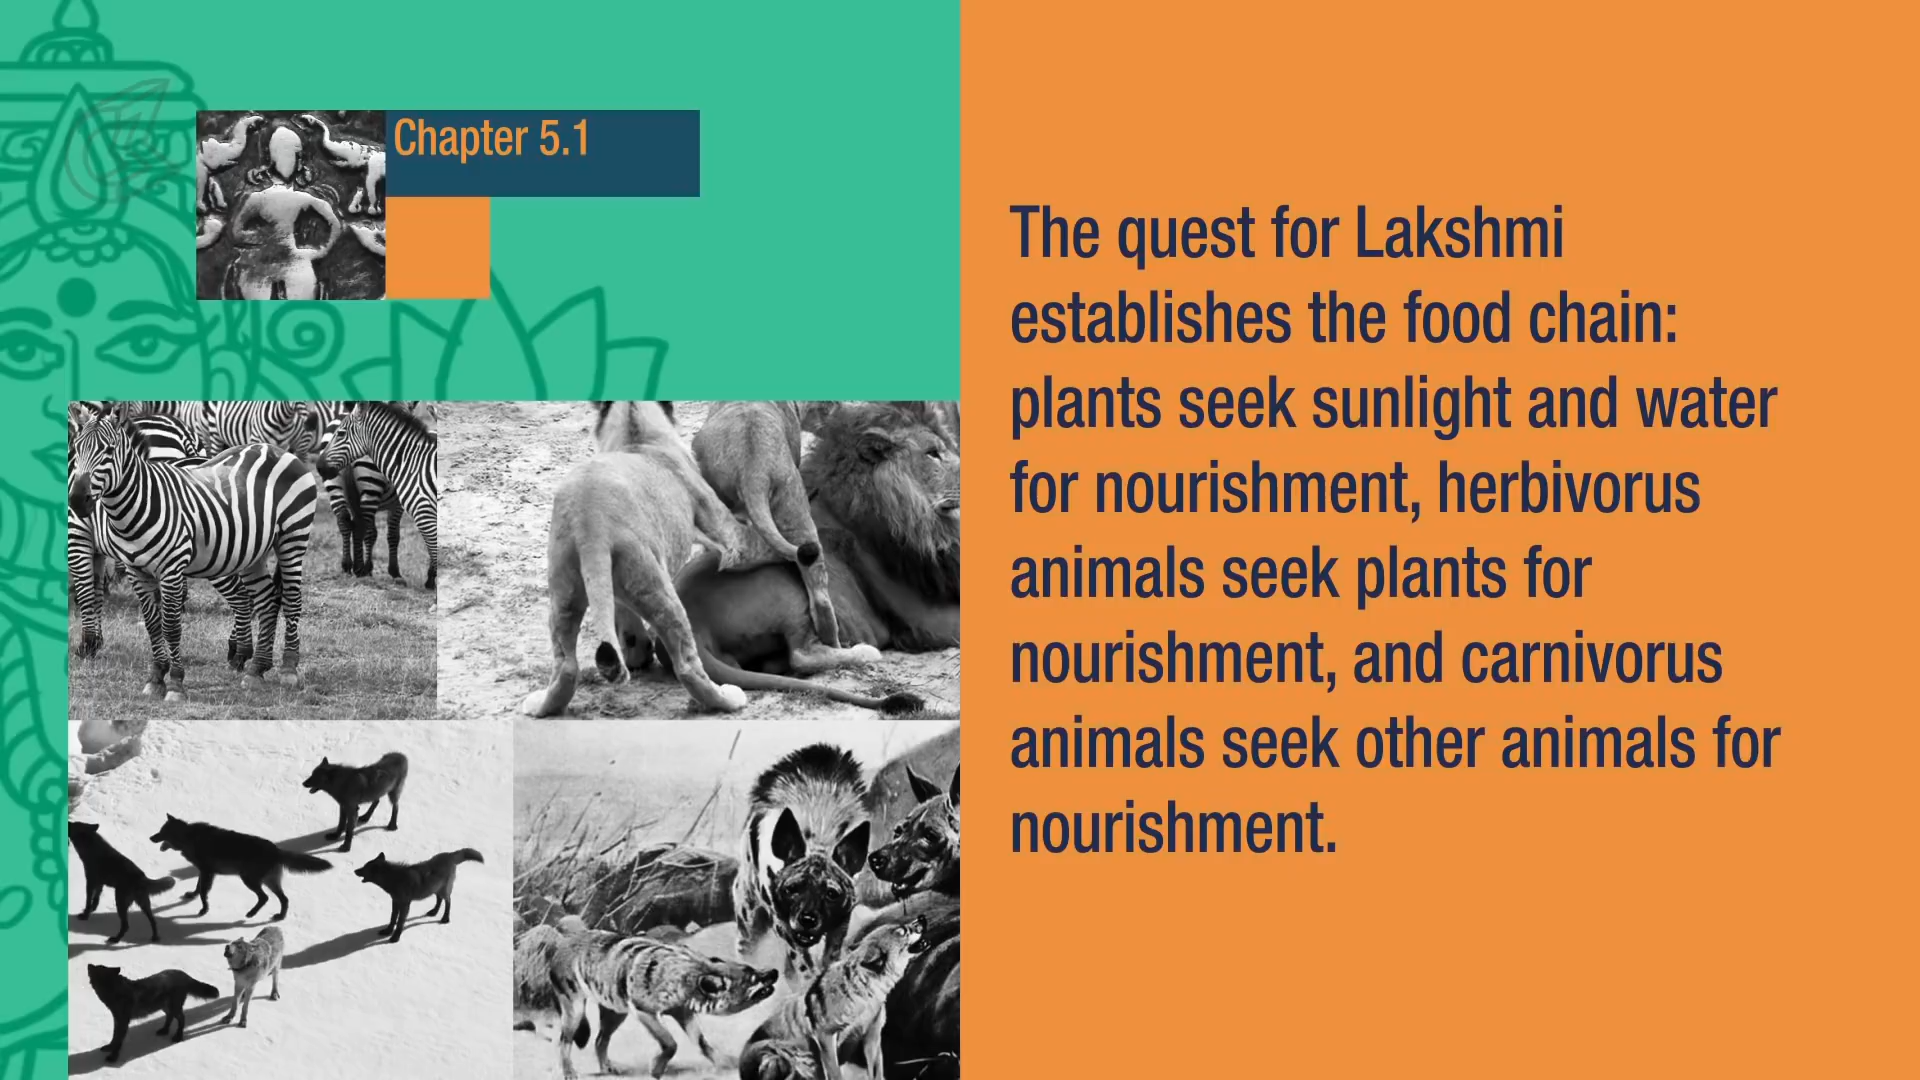 Chapter 5.1
The quest for Lakshmi
establishes the food chain:
plants seek sunlight and water
for nourishment, herbivorus
animals seek plants for
nourishment, and carnivorus
animals seek other animals for
nourishment.